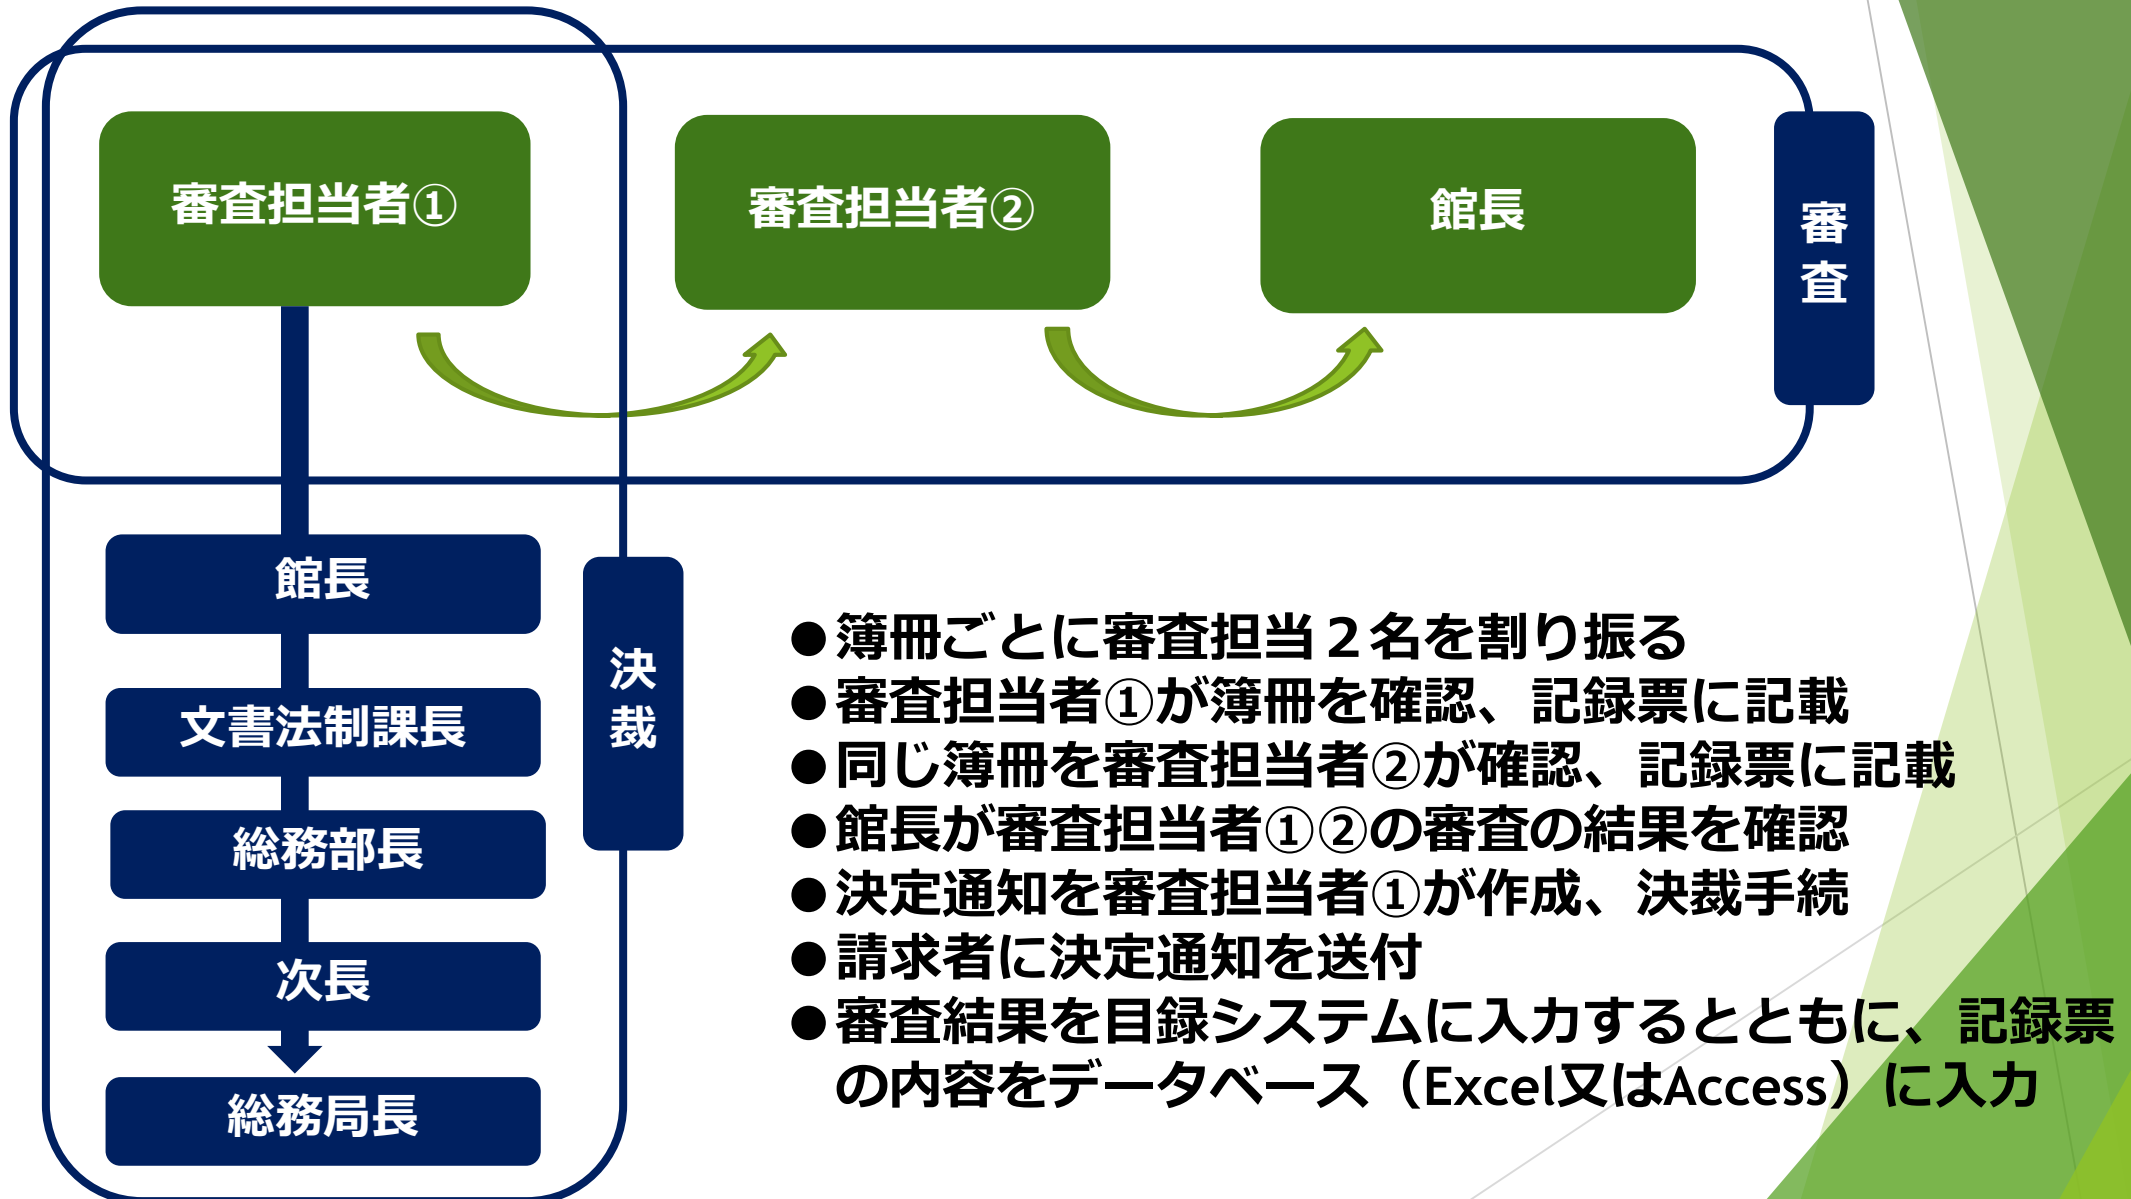 審査担当者①
審査担当者②
館長
審
査
館長
文書法制課長
総務部長
次長
総務局長
決
裁
●簿冊ごとに審査担当２名を割り振る
●審査担当者①が簿冊を確認、記録票に記載
●同じ簿冊を審査担当者②が確認、記録票に記載
●館長が審査担当者①②の審査の結果を確認
●決定通知を審査担当者①が作成、決裁手続
●請求者に決定通知を送付
●審査結果を目録システムに入力するとともに、記録票
の内容をデータベース（Excel又はAccess）に入力